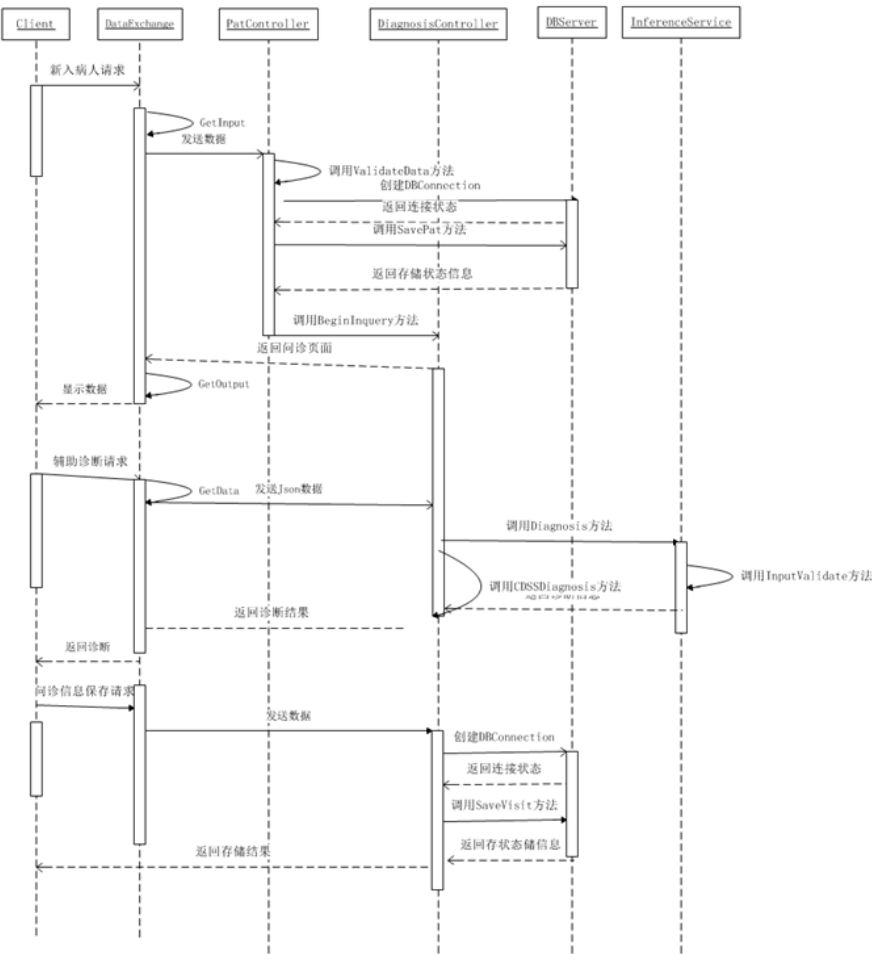 Client
DataExchange
PatController
DiagnosisController
DBServer
InferenceService
新入病人请求
GetInput
发送数据
调用ValidateData方法
创建DBConnection
返回连接状态
调用SavePat方法
返回存储状态信息
调用BeginInquery方法
返回问诊页面
GetOutput
显示数据
辅助诊断请求
GetData
发送Json数据
调用Diagnosis方法
调用InputValidate方法
调用CDSSDiagnosis方法
返回诊断结果
返回诊断
问诊信息保存请求
发送数据
创建DBConnection
返回连接状态
调用SaveVisit方法
返回存状态储信息
返回存储结果